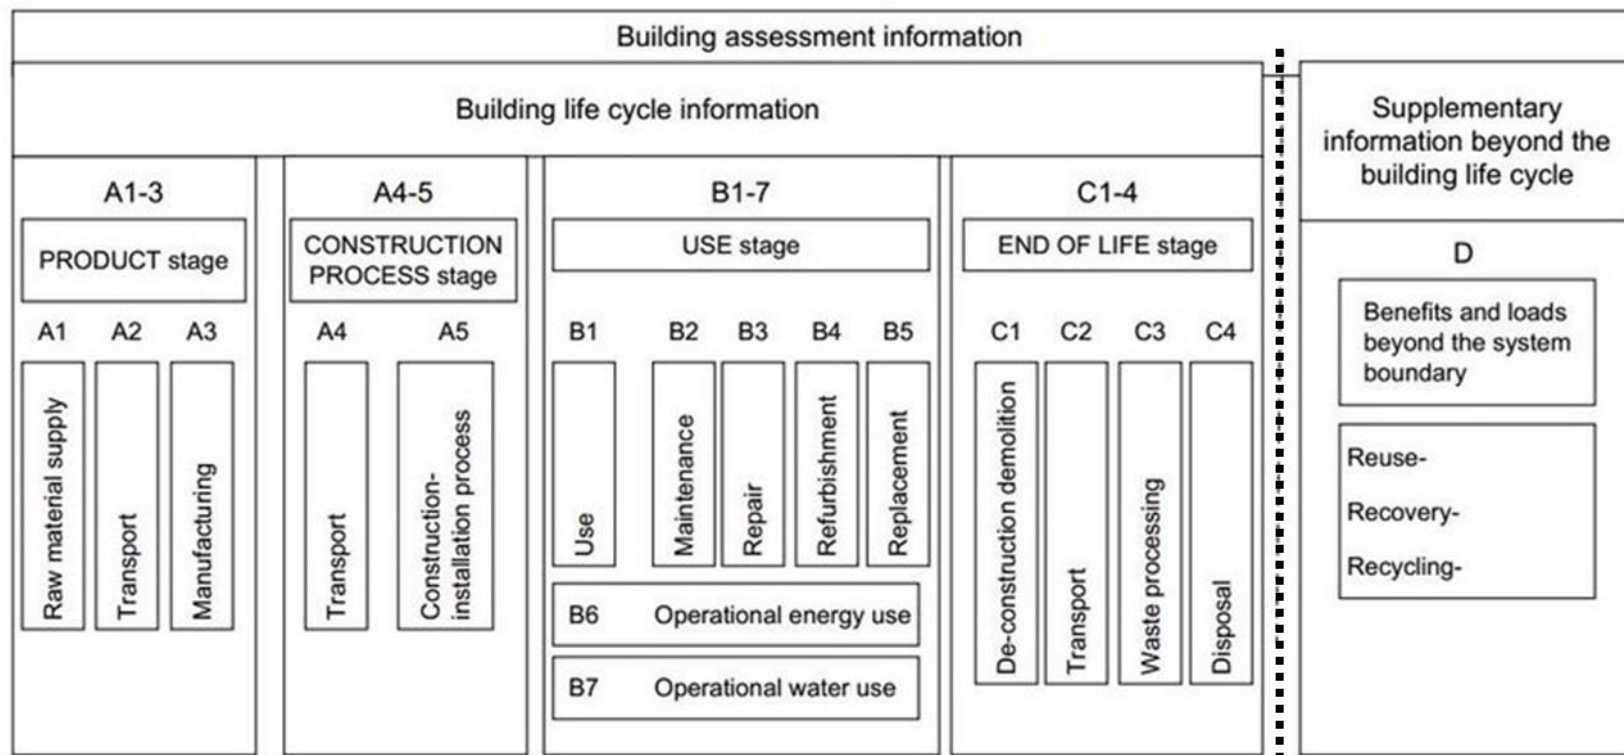 Building assessment information
Building life cycle information
Supplementary
information beyond the
building life cycle
A1-3
PRODUCT stage
A1 A2 A3
Raw material supply
Transport
Manufacturing
A4-5
CONSTRUCTION
PROCESS stage
A4 A5
Transport
Construction-
installation process
B1-7
USE stage
B1 B2 B3 B4 B5
Use
Maintenance
Repair
Refurbishment
Replacement
B6 Operational energy use
B7 Operational water use
C1-4
END OF LIFE stage
C1 C2 C3 C4
De-construction demolition
Transport
Waste processing
Disposal
D
Benefits and loads
beyond the system
boundary
Reuse-
Recovery-
Recycling-